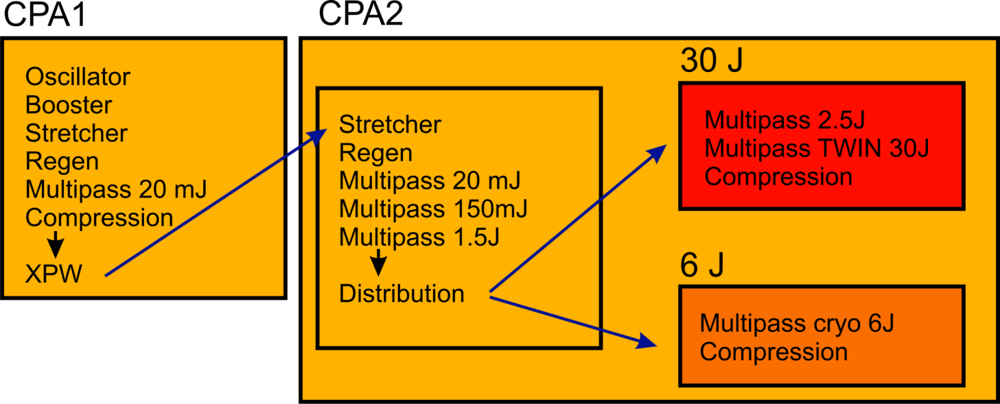 CPA1
Oscillator
Booster
Stretcher
Regen
Multipass 20 mJ
Compression
XPW
CPA2
Stretcher
Regen
Multipass 20 mJ
Multipass 150mJ
Multipass 1.5J
Distribution
30 J
Multipass 2.5J
Multipass TWIN 30J
Compression
6 J
Multipass cryo 6J
Compression